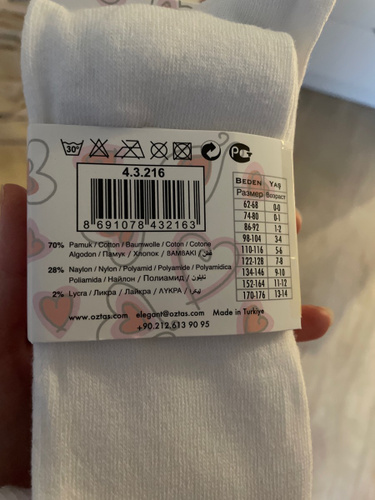 30°
4.3.216
8 691078 432163
70% Pamuk / Cotton / Baumwolle / Coton / Cotone
Algodon / Памук / Хлопок / ΒΑΜΒΑΚΙ / قطن
28% Naylon / Nylon / Polyamid / Polyamide / Polyamidica
Poliamida / Найлон / Полиамид / نايلون
2% Lycra / Ликра / Лайкра / ΛΥΚΡΑ / ليكرا
www.oztas.com elegant@oztas.com Made in Turkiye
+90.212.613 90 95
BEDEN Yaş
Размер Возраст
62-68 0-0
74-80 0-1
86-92 1-2
98-104 3-4
110-116 5-6
122-128 7-8
134-146 9-10
152-164 11-12
170-176 13-14